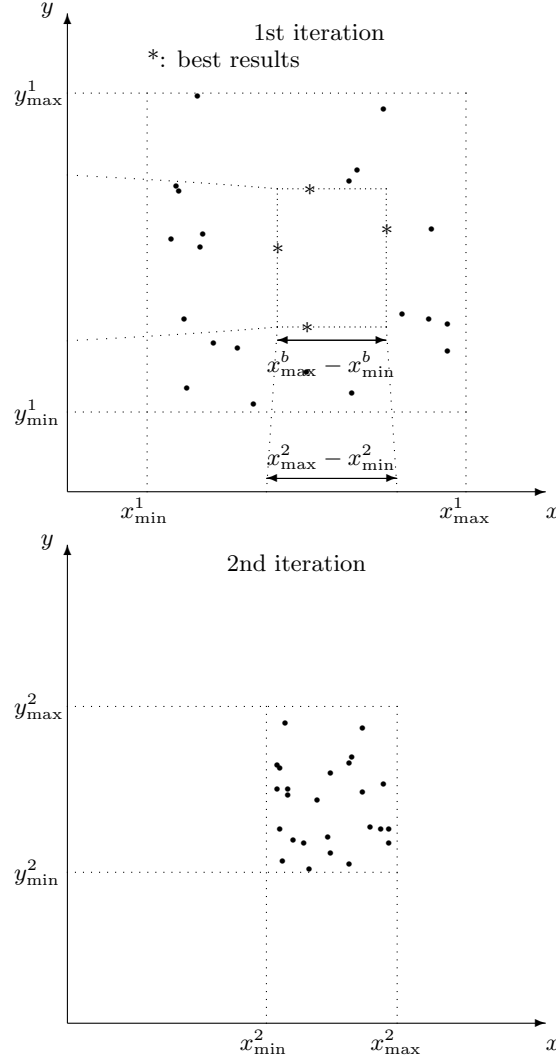 y
1st iteration
*: best results
y^1_max
x^b_max − x^b_min
y^1_min
x^2_max − x^2_min
x^1_min
x^1_max
x
y
2nd iteration
y^2_max
y^2_min
x^2_min
x^2_max
x